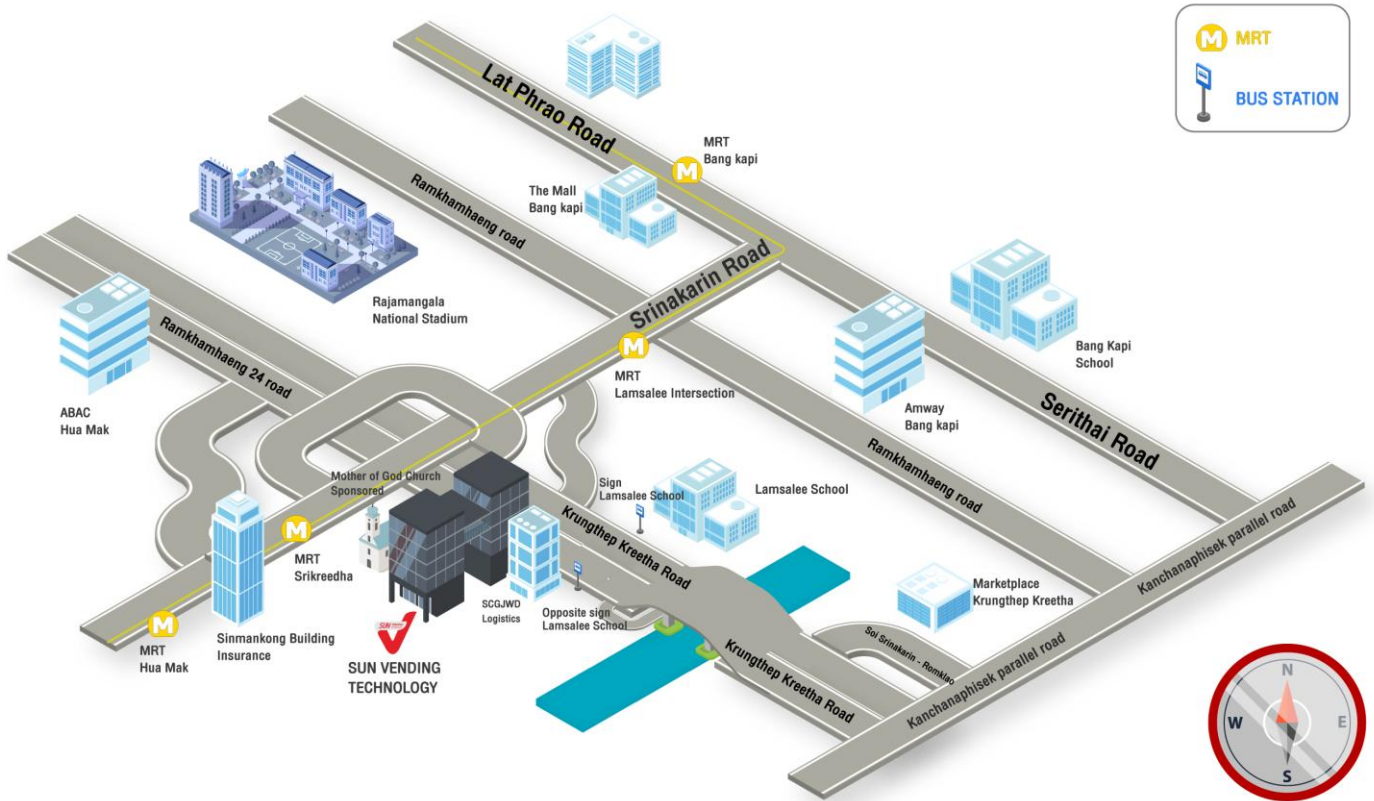 MRT
BUS STATION
Lat Phrao Road
MRT
Bang kapi
The Mall
Bang kapi
Ramkhamhaeng road
Rajamangala
National Stadium
Srinakarin Road
Bang Kapi
School
ABAC
Hua Mak
Ramkhamhaeng 24 road
MRT
Lamsalee Intersection
Amway
Bang kapi
Serithai Road
Mother of God Church
Sponsored
Sign
Lamsalee School
Lamsalee School
Ramkhamhaeng road
Krungthep Kreetha Road
Kanchanaphisek parallel road
MRT
Srikreedha
SCGJWD
Logistics
Opposite sign
Lamsalee School
Marketplace
Krungthep Kreetha
Sinmankong Building
Insurance
MRT
Hua Mak
SUN
SUN VENDING
TECHNOLOGY
Soi Srinakarin - Romklao
Krungthep Kreetha Road
Kanchanaphisek parallel road
N
W
E
S